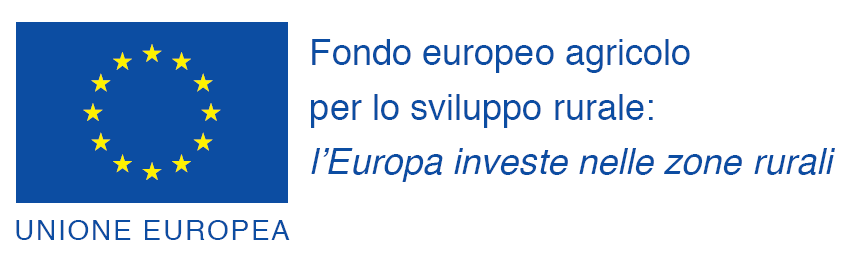 Fondo europeo agricolo
per lo sviluppo rurale:
l’Europa investe nelle zone rurali
UNIONE EUROPEA